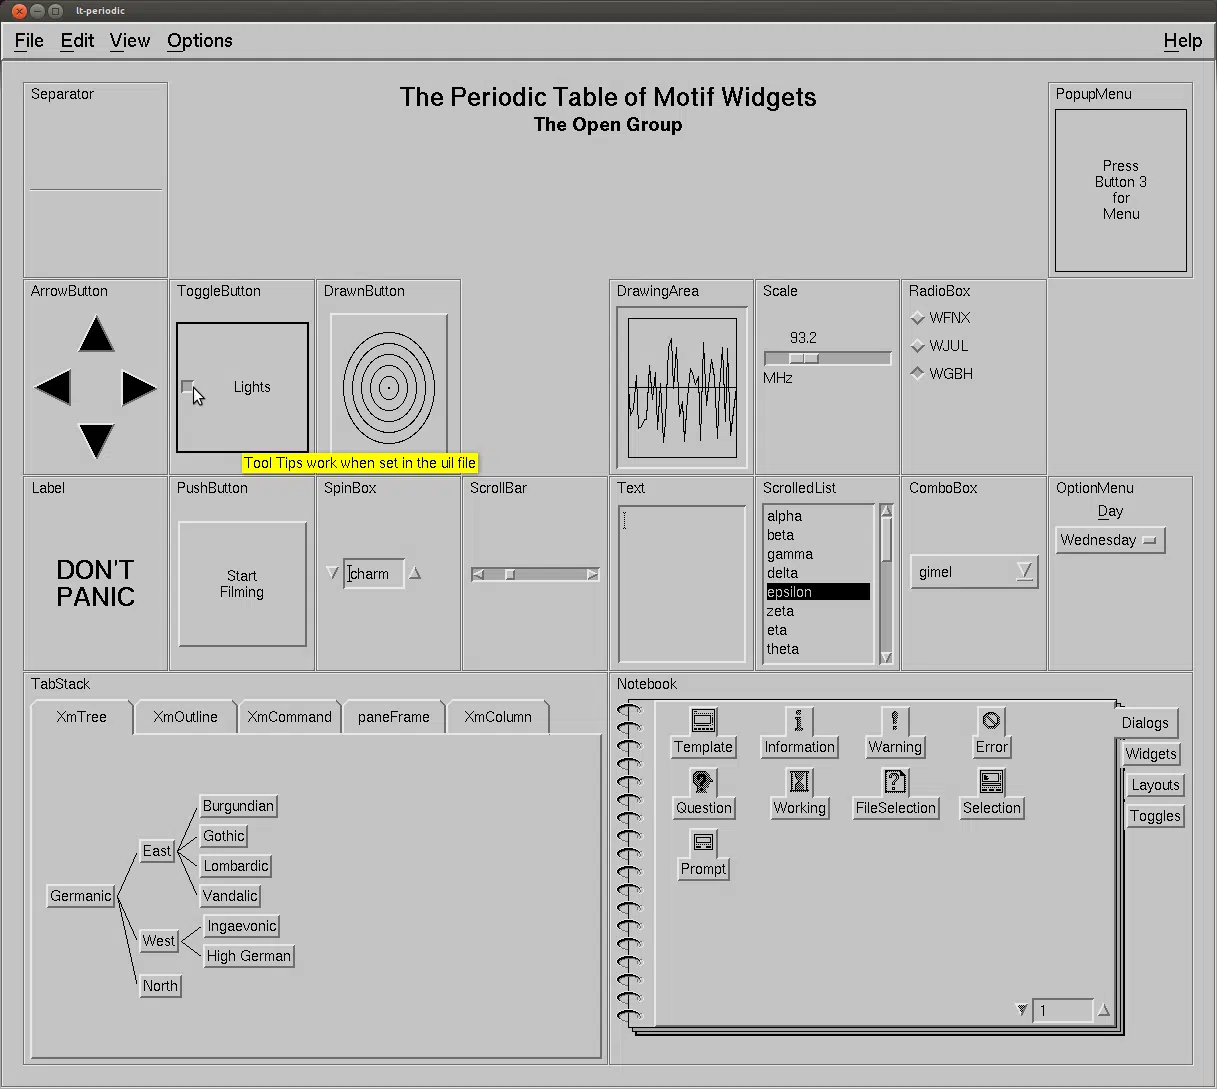 lt-periodic
File Edit View Options Help
Separator
The Periodic Table of Motif Widgets
The Open Group
PopupMenu
Press
Button 3
for
Menu
ArrowButton
ToggleButton
Lights
Tool Tips work when set in the uil file
DrawnButton
DrawingArea
Scale
93.2
MHz
RadioBox
WFNX
WJUL
WGBH
Label
DON'T
PANIC
PushButton
Start
Filming
SpinBox
charm
ScrollBar
Text
ScrolledList
alpha
beta
gamma
delta
epsilon
zeta
eta
theta
ComboBox
gimel
OptionMenu
Day
Wednesday
TabStack
XmTree XmOutline XmCommand paneFrame XmColumn
Germanic
East
Burgundian
Gothic
Lombardic
Vandalic
West
Ingaevonic
High German
North
Notebook
Template Information Warning Error
Question Working FileSelection Selection
Prompt
Dialogs
Widgets
Layouts
Toggles
1